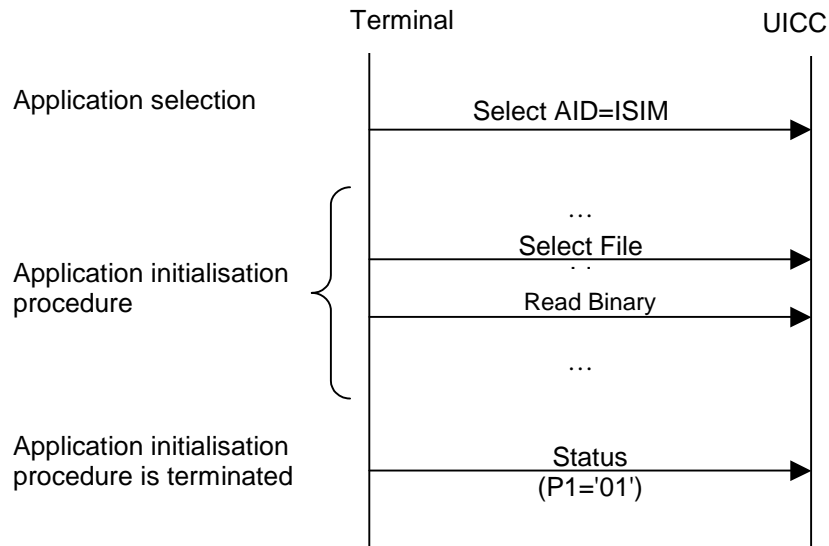 Terminal
UICC
Application selection
Select AID=ISIM
...
Select File
. .
Application initialisation
procedure
Read Binary
...
Application initialisation
procedure is terminated
Status
(P1='01')